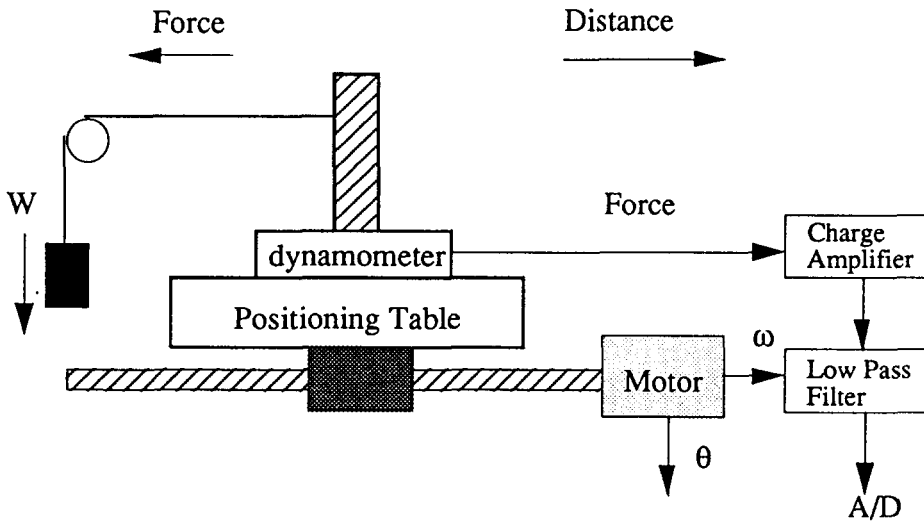 Force
Distance
W
Force
dynamometer
Charge
Amplifier
Positioning Table
ω
Motor
Low Pass
Filter
θ
A/D